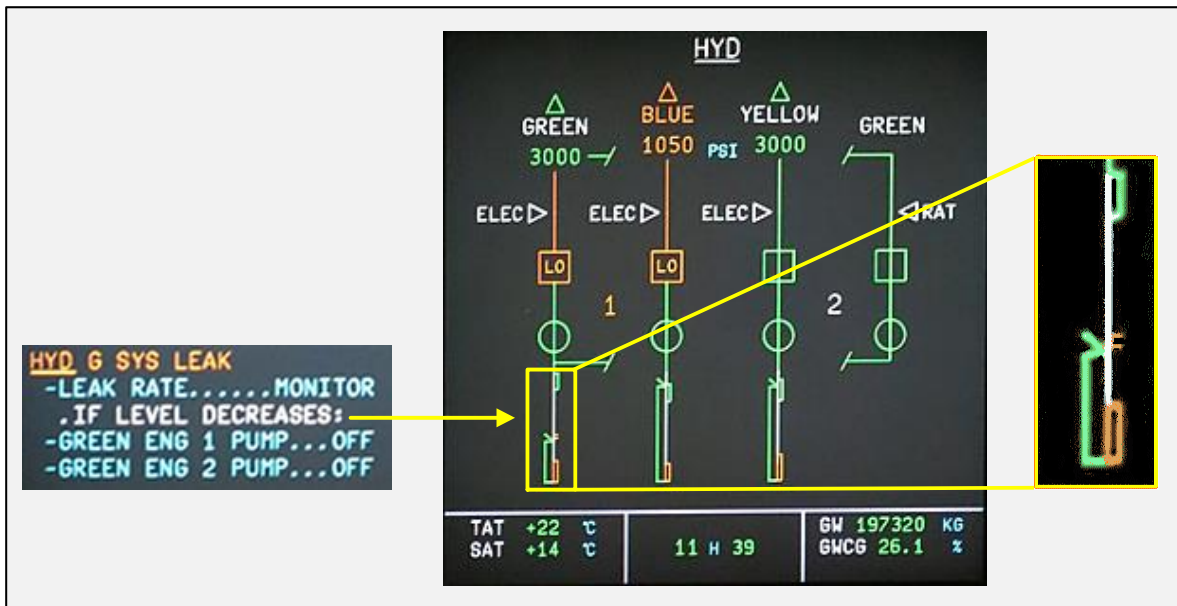 HYD
GREEN
BLUE
YELLOW
GREEN
3000
1050
PSI
3000
ELEC
ELEC
ELEC
RAT
LO
LO
1
2
HYD G SYS LEAK
-LEAK RATE......MONITOR
.IF LEVEL DECREASES:
-GREEN ENG 1 PUMP...OFF
-GREEN ENG 2 PUMP...OFF
TAT +22 °C
SAT +14 °C
11 H 39
GW 197320 KG
GWCG 26.1 %